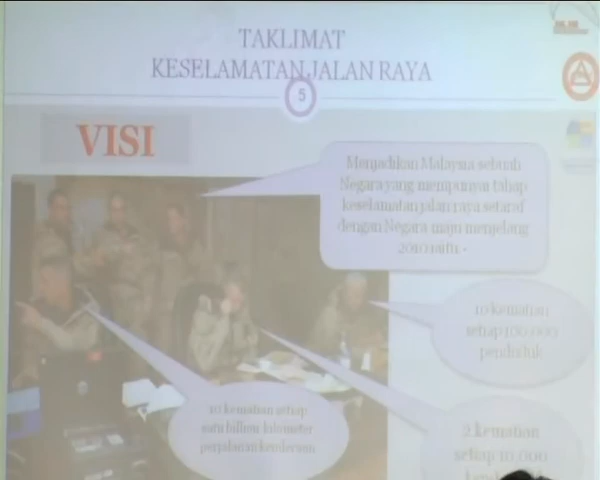 TAKLIMAT
KESELAMATAN JALAN RAYA
5
VISI
Menjadikan Malaysia sebuah
Negara yang mempunyai tahap
keselamatan jalan raya setaraf
dengan Negara maju menjelang
2010 iaitu -
10 kematian
setiap 100 000
penduduk
10 kematian setiap
satu billion kilometer
perjalanan kenderaan
2 kematian
setiap 10,000